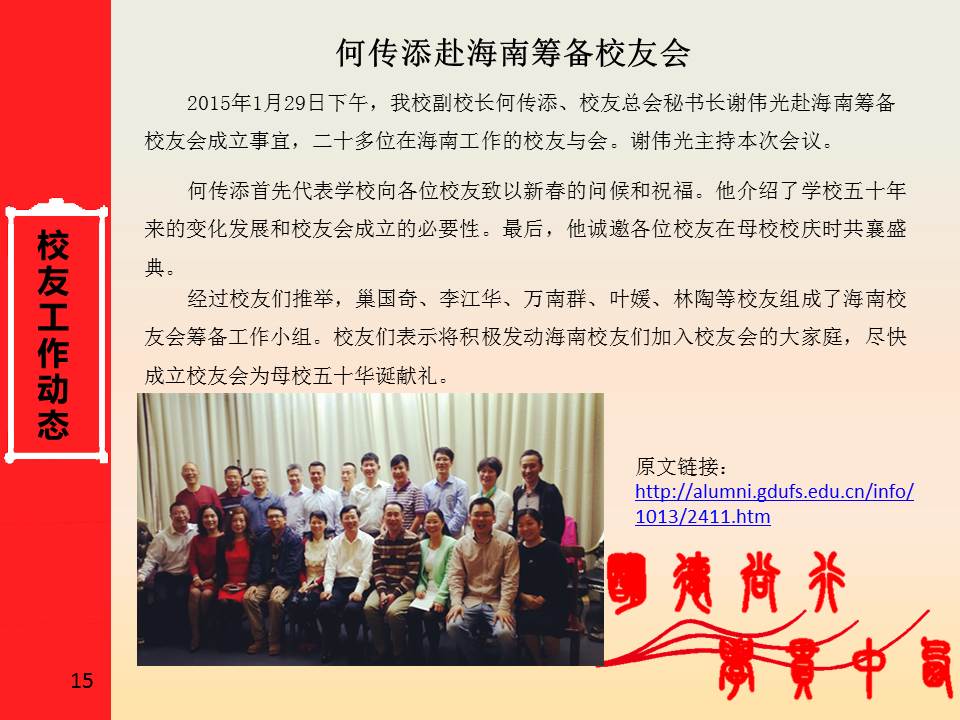 何传添赴海南筹备校友会
2015年1月29日下午，我校副校长何传添、校友总会秘书长谢伟光赴海南筹备
校友会成立事宜，二十多位在海南工作的校友与会。谢伟光主持本次会议。
何传添首先代表学校向各位校友致以新春的问候和祝福。他介绍了学校五十年
来的变化发展和校友会成立的必要性。最后，他诚邀各位校友在母校校庆时共襄盛
典。
经过校友们推举，巢国奇、李江华、万南群、叶媛、林陶等校友组成了海南校
友会筹备工作小组。校友们表示将积极发动海南校友们加入校友会的大家庭，尽快
成立校友会为母校五十华诞献礼。
校友工作动态
原文链接：
http://alumni.gdufs.edu.cn/info/
1013/2411.htm
明德尚行
學貫中西
15